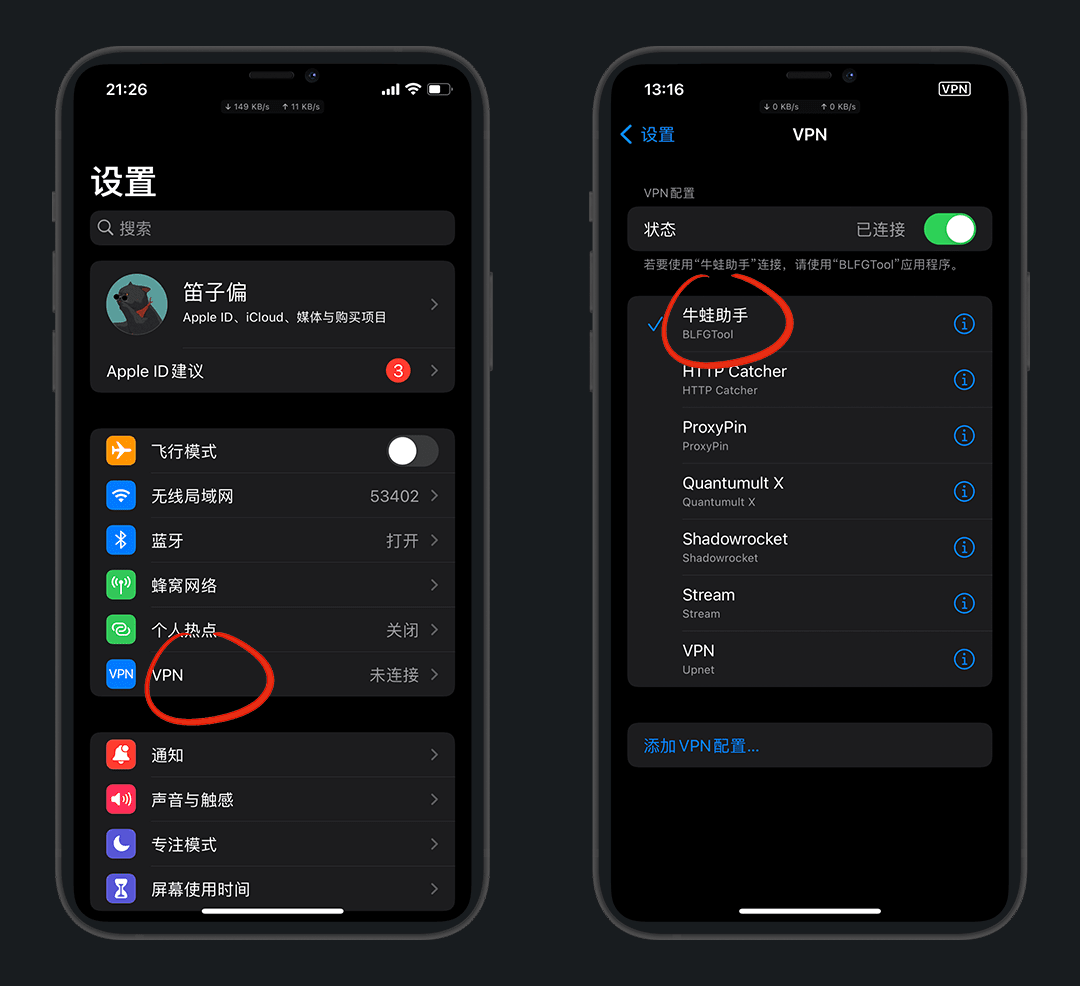 21:26
↓ 149 KB/s ↑ 11 KB/s
设置
搜索
笛子偏
Apple ID、iCloud、媒体与购买项目
Apple ID 建议 3
飞行模式
无线局域网 53402
蓝牙 打开
蜂窝网络
个人热点 关闭
VPN VPN 未连接
通知
声音与触感
专注模式
屏幕使用时间
13:16 VPN
↓ 0 KB/s ↑ 0 KB/s
设置 VPN
VPN配置
状态 已连接
若要使用“牛蛙助手”连接，请使用“BLFGTool”应用程序。
牛蛙助手
BLFGTool
HTTP Catcher
HTTP Catcher
ProxyPin
ProxyPin
Quantumult X
Quantumult X
Shadowrocket
Shadowrocket
Stream
Stream
VPN
Upnet
添加VPN配置...